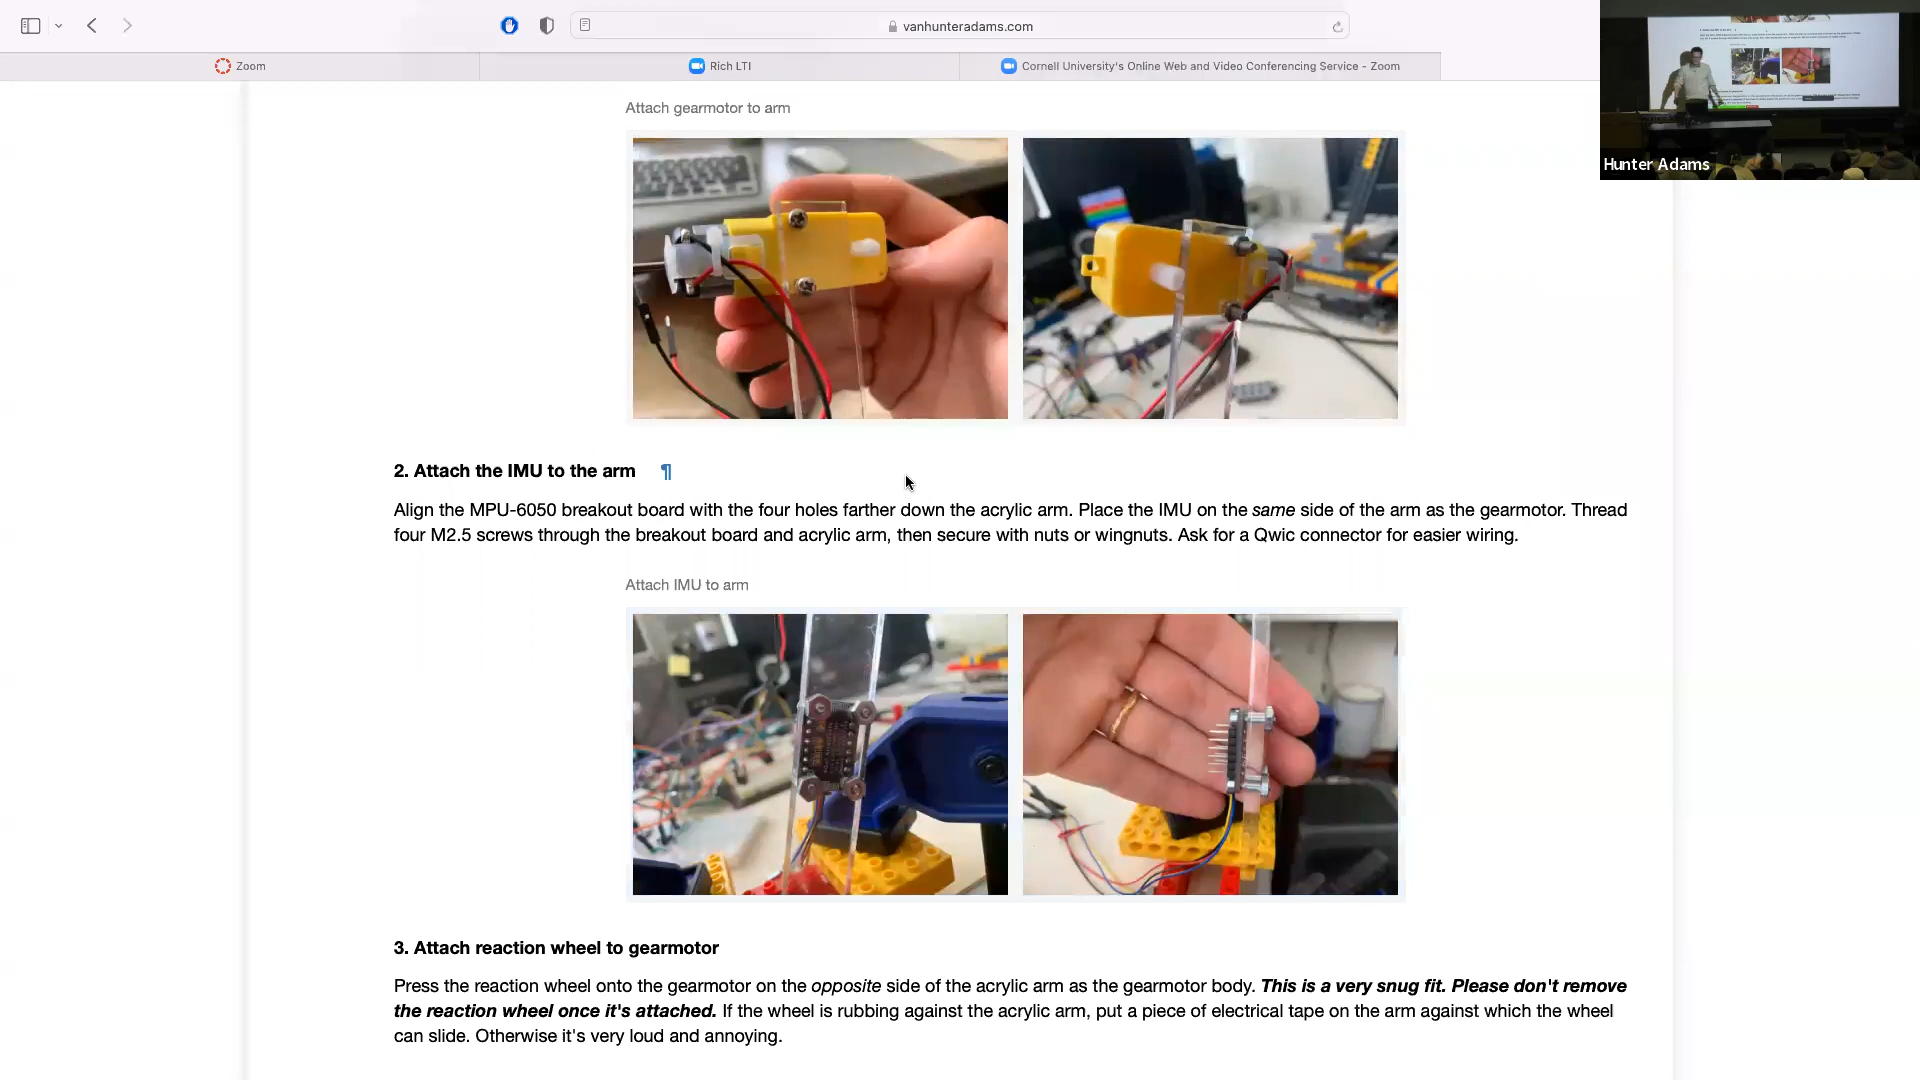 vanhunteradams.com
Zoom
Rich LTI
Cornell University's Online Web and Video Conferencing Service - Zoom
Hunter Adams
Attach gearmotor to arm
2. Attach the IMU to the arm ¶
Align the MPU-6050 breakout board with the four holes farther down the acrylic arm. Place the IMU on the same side of the arm as the gearmotor. Thread
four M2.5 screws through the breakout board and acrylic arm, then secure with nuts or wingnuts. Ask for a Qwic connector for easier wiring.
Attach IMU to arm
3. Attach reaction wheel to gearmotor
Press the reaction wheel onto the gearmotor on the opposite side of the acrylic arm as the gearmotor body. This is a very snug fit. Please don't remove
the reaction wheel once it's attached. If the wheel is rubbing against the acrylic arm, put a piece of electrical tape on the arm against which the wheel
can slide. Otherwise it's very loud and annoying.